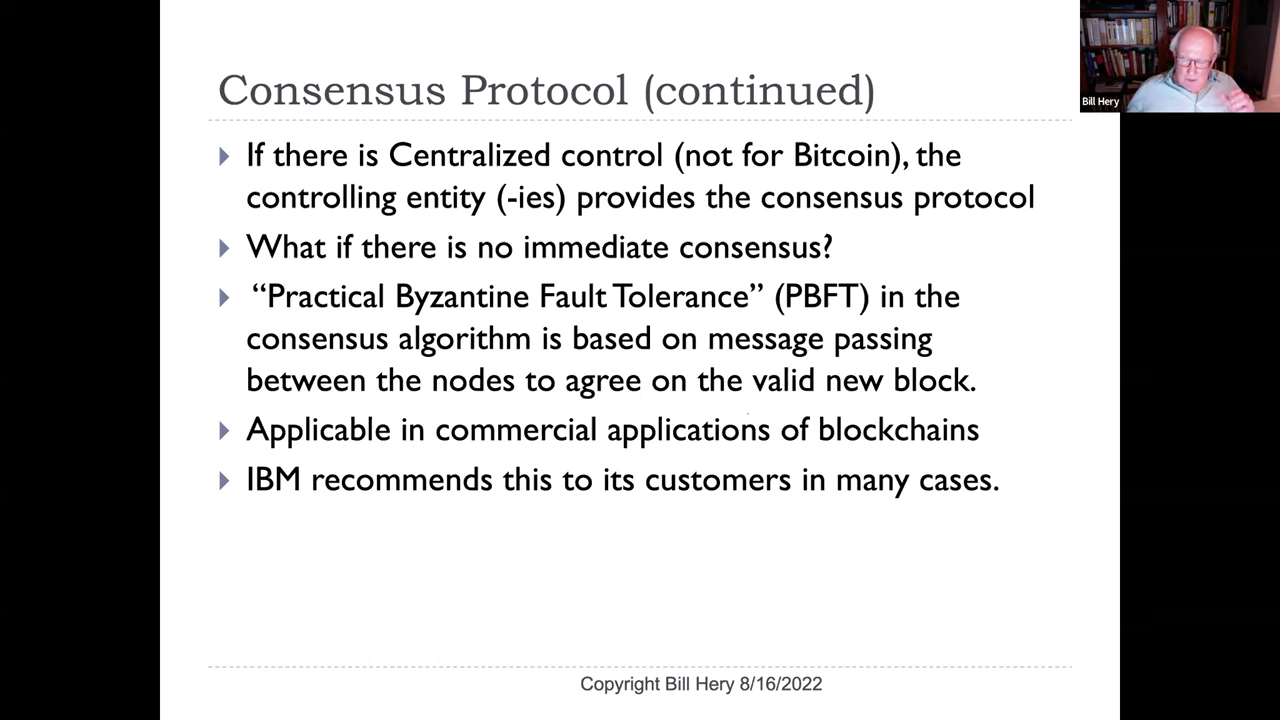 Consensus Protocol (continued)
If there is Centralized control (not for Bitcoin), the
controlling entity (-ies) provides the consensus protocol
What if there is no immediate consensus?
“Practical Byzantine Fault Tolerance” (PBFT) in the
consensus algorithm is based on message passing
between the nodes to agree on the valid new block.
Applicable in commercial applications of blockchains
IBM recommends this to its customers in many cases.
Copyright Bill Hery 8/16/2022
Bill Hery